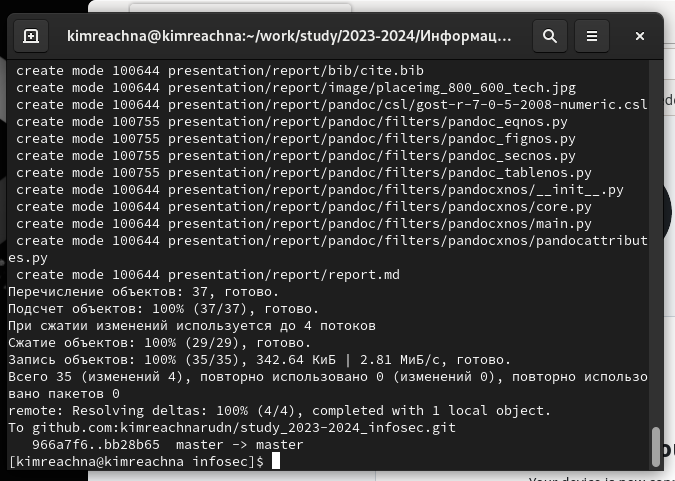 kimreachna@kimreachna:~/work/study/2023-2024/Информац...
create mode 100644 presentation/report/bib/cite.bib
create mode 100644 presentation/report/image/placeimg_800_600_tech.jpg
create mode 100644 presentation/report/pandoc/csl/gost-r-7-0-5-2008-numeric.csl
create mode 100755 presentation/report/pandoc/filters/pandoc_eqnos.py
create mode 100755 presentation/report/pandoc/filters/pandoc_fignos.py
create mode 100755 presentation/report/pandoc/filters/pandoc_secnos.py
create mode 100755 presentation/report/pandoc/filters/pandoc_tablenos.py
create mode 100644 presentation/report/pandoc/filters/pandocxnos/__init__.py
create mode 100644 presentation/report/pandoc/filters/pandocxnos/core.py
create mode 100644 presentation/report/pandoc/filters/pandocxnos/main.py
create mode 100644 presentation/report/pandoc/filters/pandocxnos/pandocattribut
es.py
create mode 100644 presentation/report/report.md
Перечисление объектов: 37, готово.
Подсчет объектов: 100% (37/37), готово.
При сжатии изменений используется до 4 потоков
Сжатие объектов: 100% (29/29), готово.
Запись объектов: 100% (35/35), 342.64 КиБ | 2.81 МиБ/с, готово.
Всего 35 (изменений 4), повторно использовано 0 (изменений 0), повторно использо
вано пакетов 0
remote: Resolving deltas: 100% (4/4), completed with 1 local object.
To github.com:kimreachnarudn/study_2023-2024_infosec.git
966a7f6..bb28b65  master -> master
[kimreachna@kimreachna infosec]$